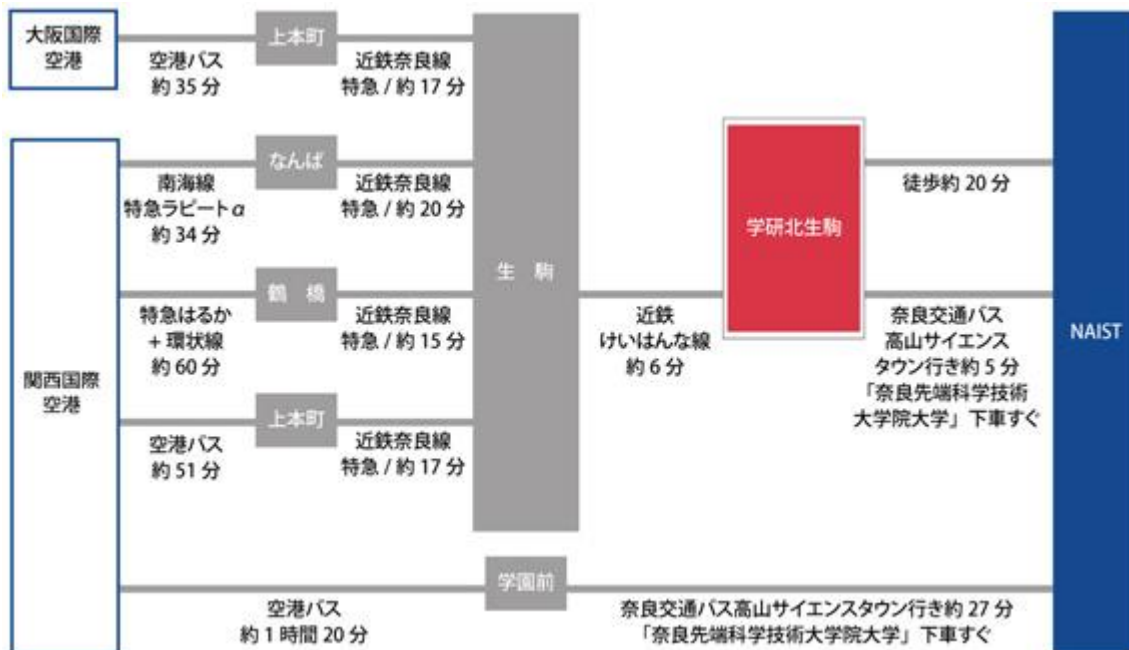 大阪国際
空港
空港バス
約 35 分
上本町
近鉄奈良線
特急 / 約 17 分
関西国際
空港
南海線
特急ラピートα
約 34 分
なんば
近鉄奈良線
特急 / 約 20 分
特急はるか
+ 環状線
約 60 分
鶴 橋
近鉄奈良線
特急 / 約 15 分
空港バス
約 51 分
上本町
近鉄奈良線
特急 / 約 17 分
生 駒
近鉄
けいはんな線
約 6 分
学研北生駒
徒歩約 20 分
奈良交通バス
高山サイエンス
タウン行き約 5 分
「奈良先端科学技術
大学院大学」下車すぐ
空港バス
約 1 時間 20 分
学園前
奈良交通バス高山サイエンスタウン行き約 27 分
「奈良先端科学技術大学院大学」下車すぐ
NAIST